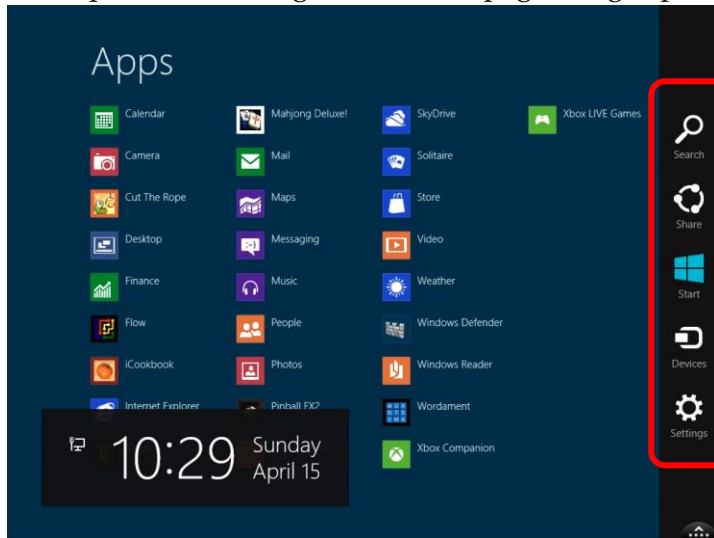 Apps
Calendar
Camera
Cut The Rope
Desktop
Finance
Flow
iCookbook
Internet Explorer
Mahjong Deluxe!
Mail
Maps
Messaging
Music
People
Photos
Pinball FX2
SkyDrive
Solitaire
Store
Video
Weather
Windows Defender
Windows Reader
Wordament
Xbox Companion
Xbox LIVE Games
Search
Share
Start
Devices
Settings
10:29
Sunday
April 15